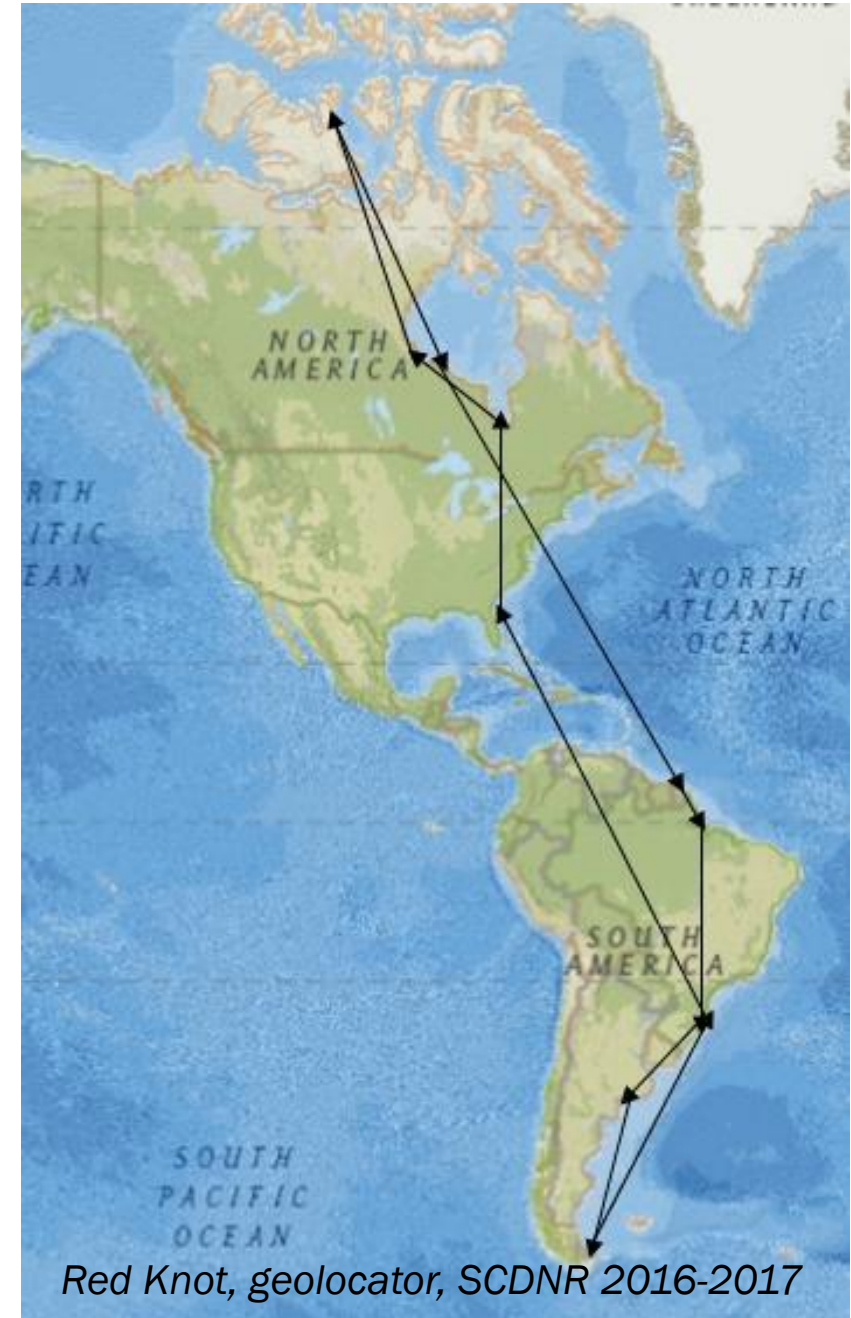 NORTH
AMERICA
RTH
IFIC
EAN
NORTH
ATLANTIC
OCEAN
SOUTH
AMERICA
SOUTH
PACIFIC
OCEAN
Red Knot, geolocator, SCDNR 2016-2017